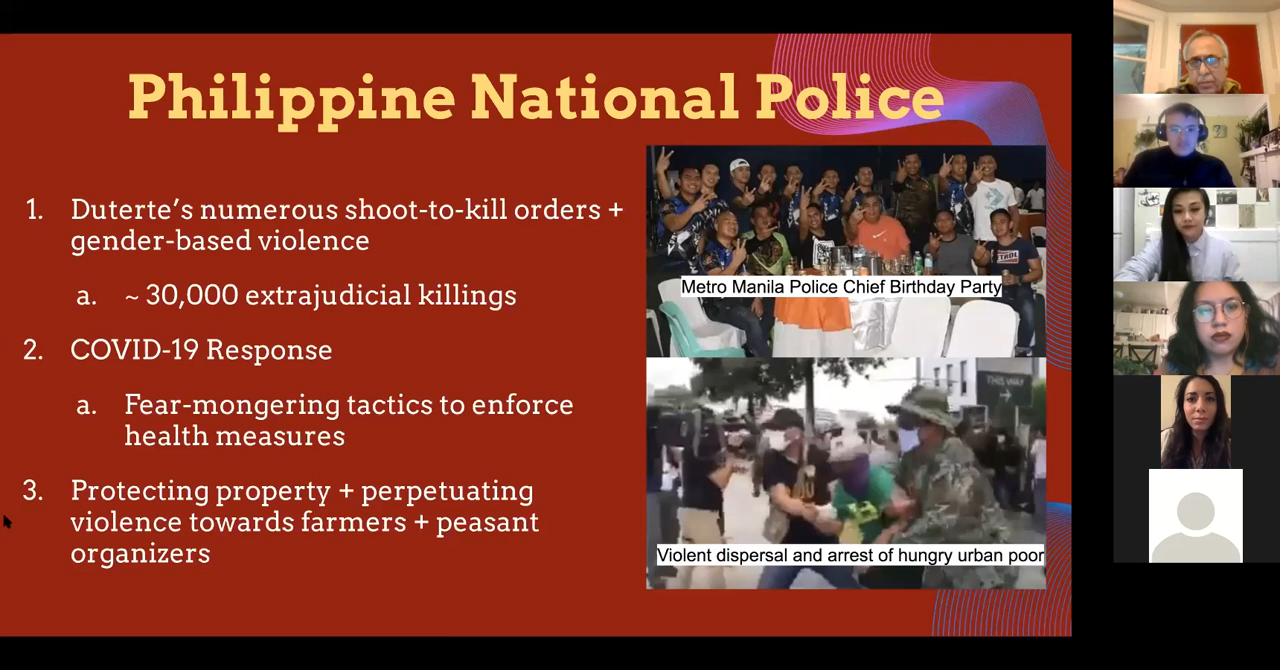 Philippine National Police
1. Duterte’s numerous shoot-to-kill orders +
gender-based violence
a. ~ 30,000 extrajudicial killings
2. COVID-19 Response
a. Fear-mongering tactics to enforce
health measures
3. Protecting property + perpetuating
violence towards farmers + peasant
organizers
Metro Manila Police Chief Birthday Party
THIS WAY
Violent dispersal and arrest of hungry urban poor